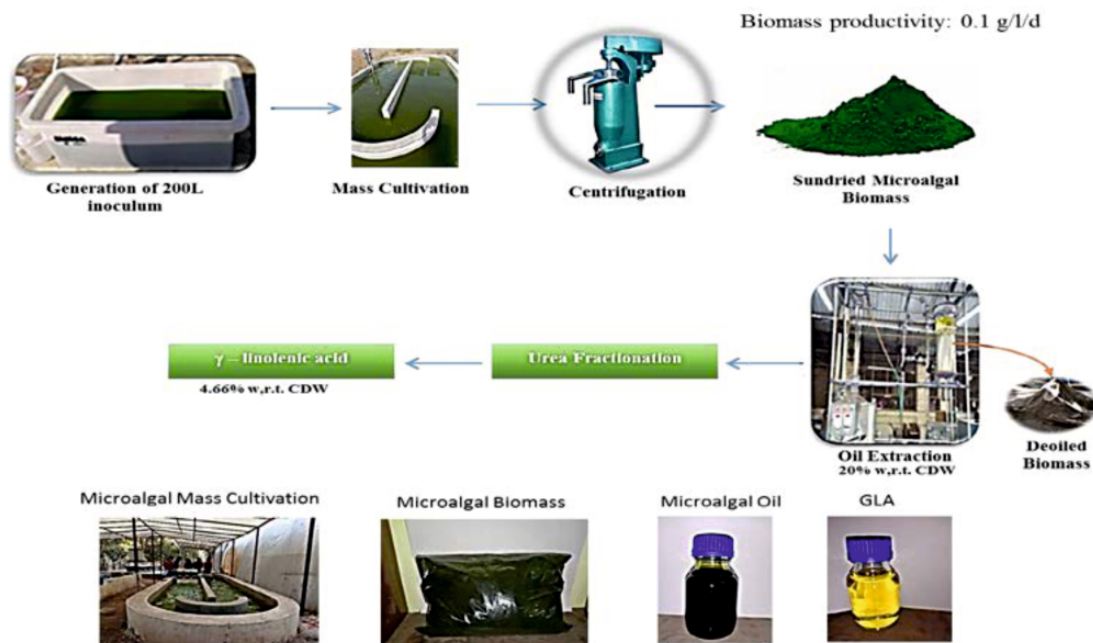 Biomass productivity: 0.1 g/l/d
Generation of 200L
inoculum
Mass Cultivation
Centrifugation
Sundried Microalgal
Biomass
γ – linolenic acid
4.66% w,r.t. CDW
Urea Fractionation
Oil Extraction
20% w,r.t. CDW
Deoiled
Biomass
Microalgal Mass Cultivation
Microalgal Biomass
Microalgal Oil
GLA